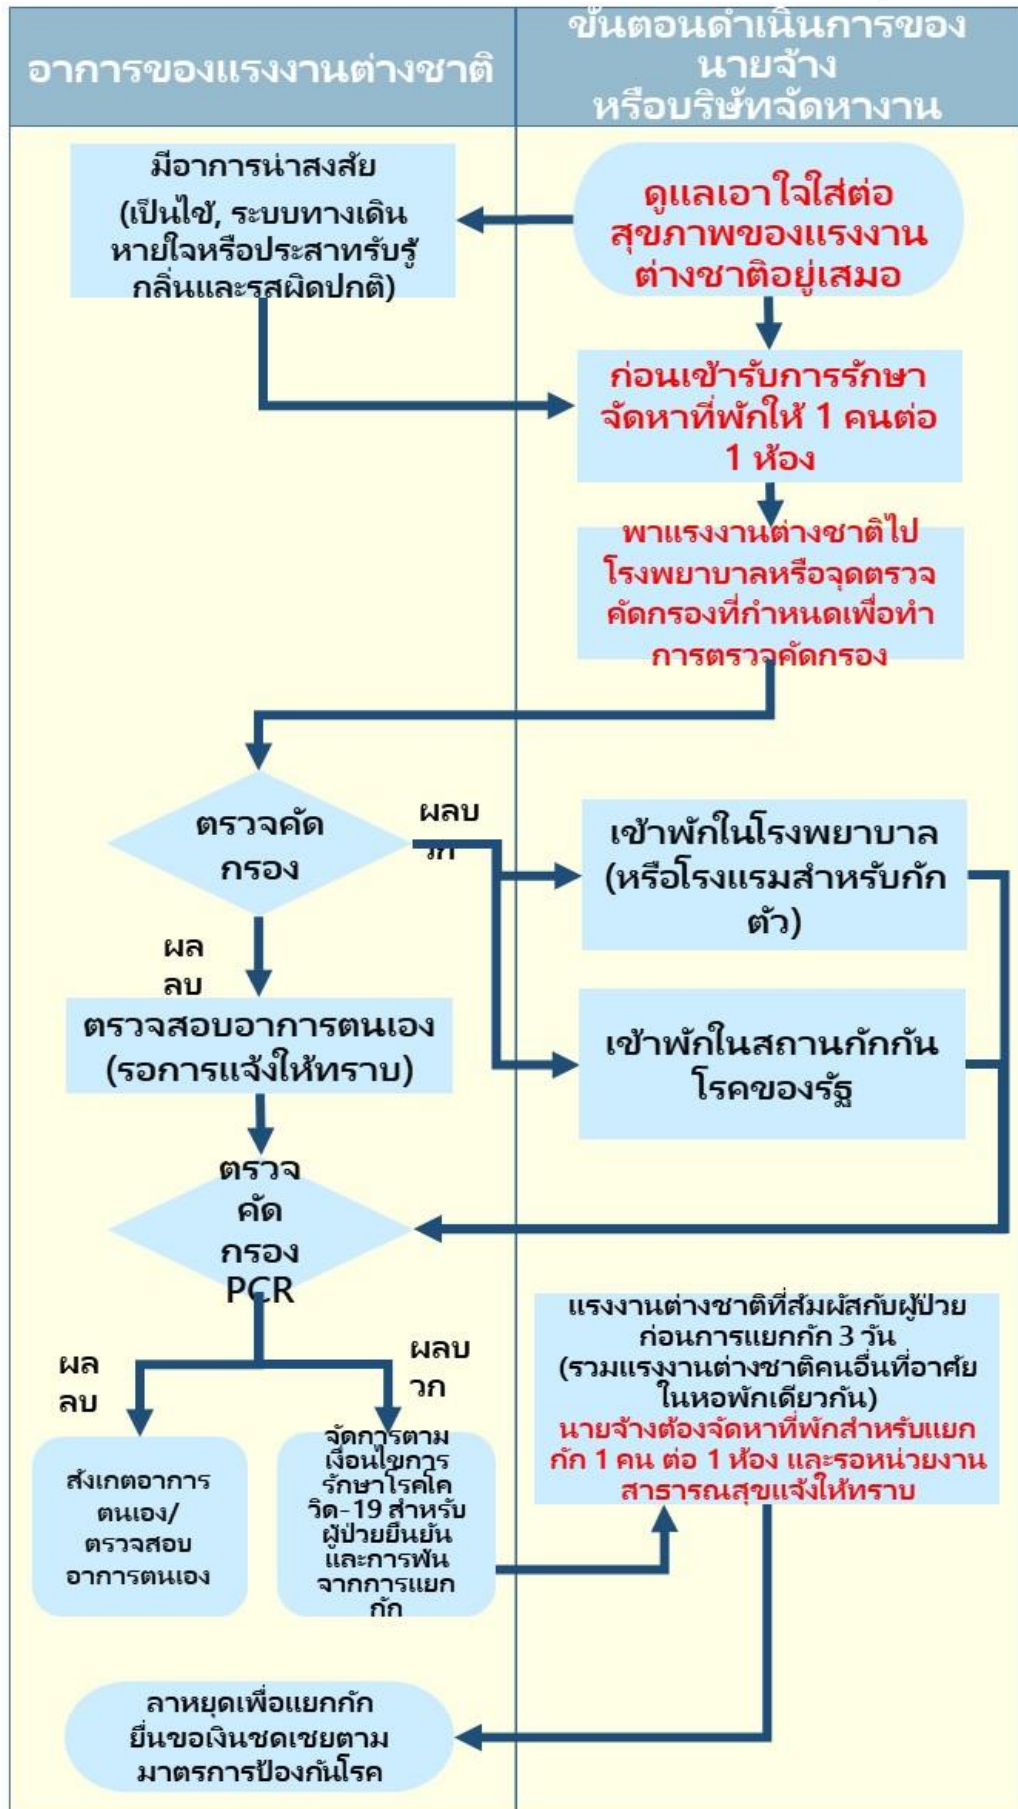 อาการของแรงงานต่างชาติ
ขั้นตอนดำเนินการของ
นายจ้าง
หรือบริษัทจัดหางาน
มีอาการน่าสงสัย
(เป็นไข้, ระบบทางเดิน
หายใจหรือประสาทรับรู้
กลิ่นและรสผิดปกติ)
ดูแลเอาใจใส่ต่อ
สุขภาพของแรงงาน
ต่างชาติอยู่เสมอ
ก่อนเข้ารับการรักษา
จัดหาที่พักให้ 1 คนต่อ
1 ห้อง
พาแรงงานต่างชาติไป
โรงพยาบาลหรือจุดตรวจ
คัดกรองที่กำหนดเพื่อทำ
การตรวจคัดกรอง
ตรวจคัด
กรอง
ผลบ
วก
เข้าพักในโรงพยาบาล
(หรือโรงแรมสำหรับกัก
ตัว)
ผล
ลบ
ตรวจสอบอาการตนเอง
(รอการแจ้งให้ทราบ)
เข้าพักในสถานกักกัน
โรคของรัฐ
ตรวจ
คัด
กรอง
PCR
ผล
ลบ
ผลบ
วก
แรงงานต่างชาติที่สัมผัสกับผู้ป่วย
ก่อนการแยกกัก 3 วัน
(รวมแรงงานต่างชาติคนอื่นที่อาศัย
ในหอพักเดียวกัน)
นายจ้างต้องจัดหาที่พักสำหรับแยก
กัก 1 คน ต่อ 1 ห้อง และรอหน่วยงาน
สาธารณสุขแจ้งให้ทราบ
สังเกตอาการ
ตนเอง/
ตรวจสอบ
อาการตนเอง
จัดการตาม
เงื่อนไขการ
รักษาโรคโค
วิด-19 สำหรับ
ผู้ป่วยยืนยัน
และการพ้น
จากการแยก
กัก
ลาหยุดเพื่อแยกกัก
ยื่นขอเงินชดเชยตาม
มาตรการป้องกันโรค